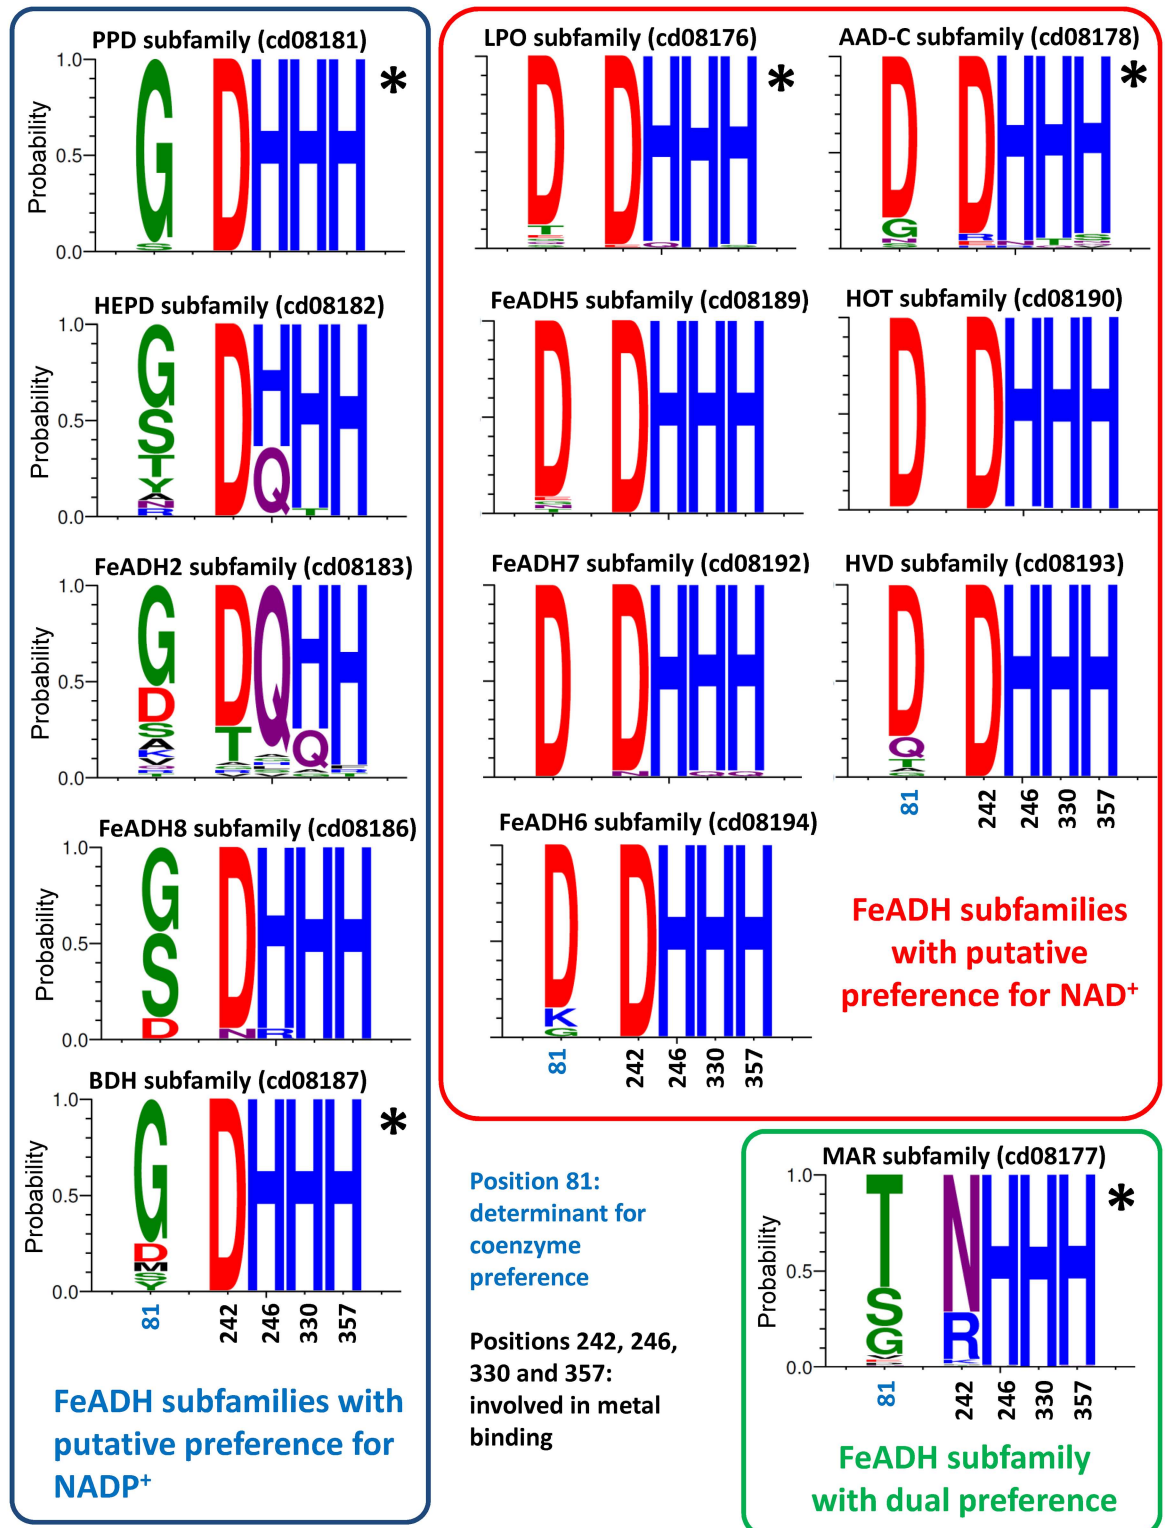 PPD subfamily (cd08181)
1.0
G
D H H H
*
Probability
0.5
S
0.0
HEPD subfamily (cd08182)
1.0
G
D H H H
S
Probability
0.5
T
Q
Y
A
N
R
T
0.0
FeADH2 subfamily (cd08183)
1.0
G
D Q H H
Probability
0.5
D
S
T
Q
A
K
0.0
FeADH8 subfamily (cd08186)
1.0
G
D H H H
Probability
0.5
S
D
N R
0.0
BDH subfamily (cd08187)
1.0
G
D H H H
*
Probability
0.5
D
M
S
Y
0.0
81
242
246
330
357
FeADH subfamilies with
putative preference for
NADP⁺
LPO subfamily (cd08176)
D
D H H H
*
T
AAD-C subfamily (cd08178)
D
D H H H
*
G
N
R
N
T
S
FeADH5 subfamily (cd08189)
D
D H H H
HOT subfamily (cd08190)
D
D H H H
FeADH7 subfamily (cd08192)
D
D H H H
N
Q
Q
HVD subfamily (cd08193)
D
D H H H
Q
T
81
242
246
330
357
FeADH6 subfamily (cd08194)
D
D H H H
K
G
81
242
246
330
357
FeADH subfamilies
with putative
preference for NAD⁺
Position 81:
determinant for
coenzyme
preference
Positions 242, 246,
330 and 357:
involved in metal
binding
MAR subfamily (cd08177)
1.0
T
N H H H
*
Probability
0.5
S
R
G
0.0
81
242
246
330
357
FeADH subfamily
with dual preference